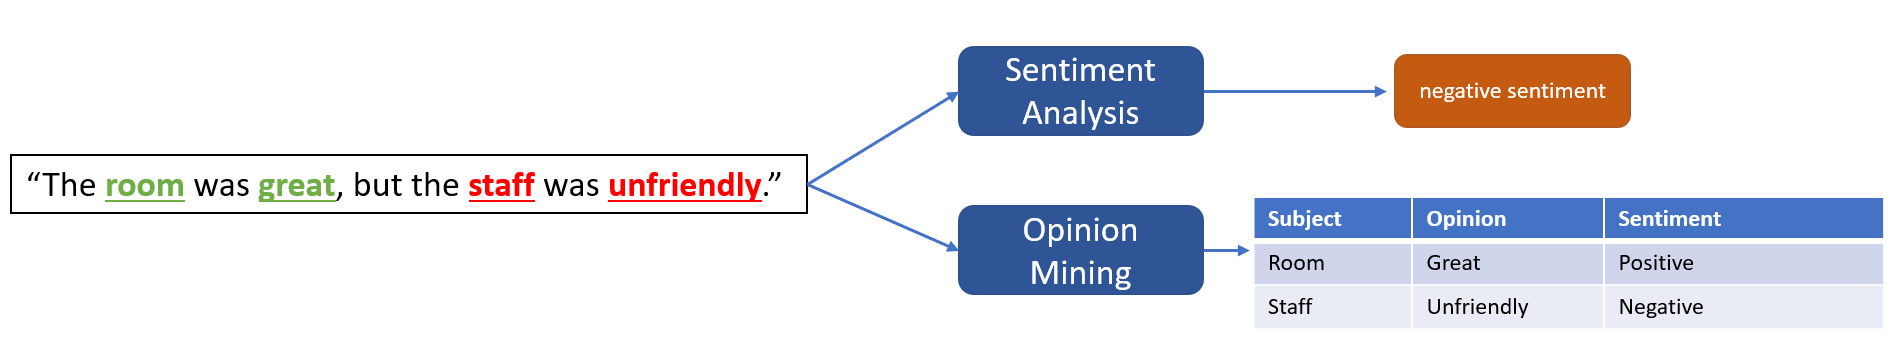 “The room was great, but the staff was unfriendly.”
Sentiment
Analysis
negative sentiment
Opinion
Mining
Subject Opinion Sentiment
Room Great Positive
Staff Unfriendly Negative